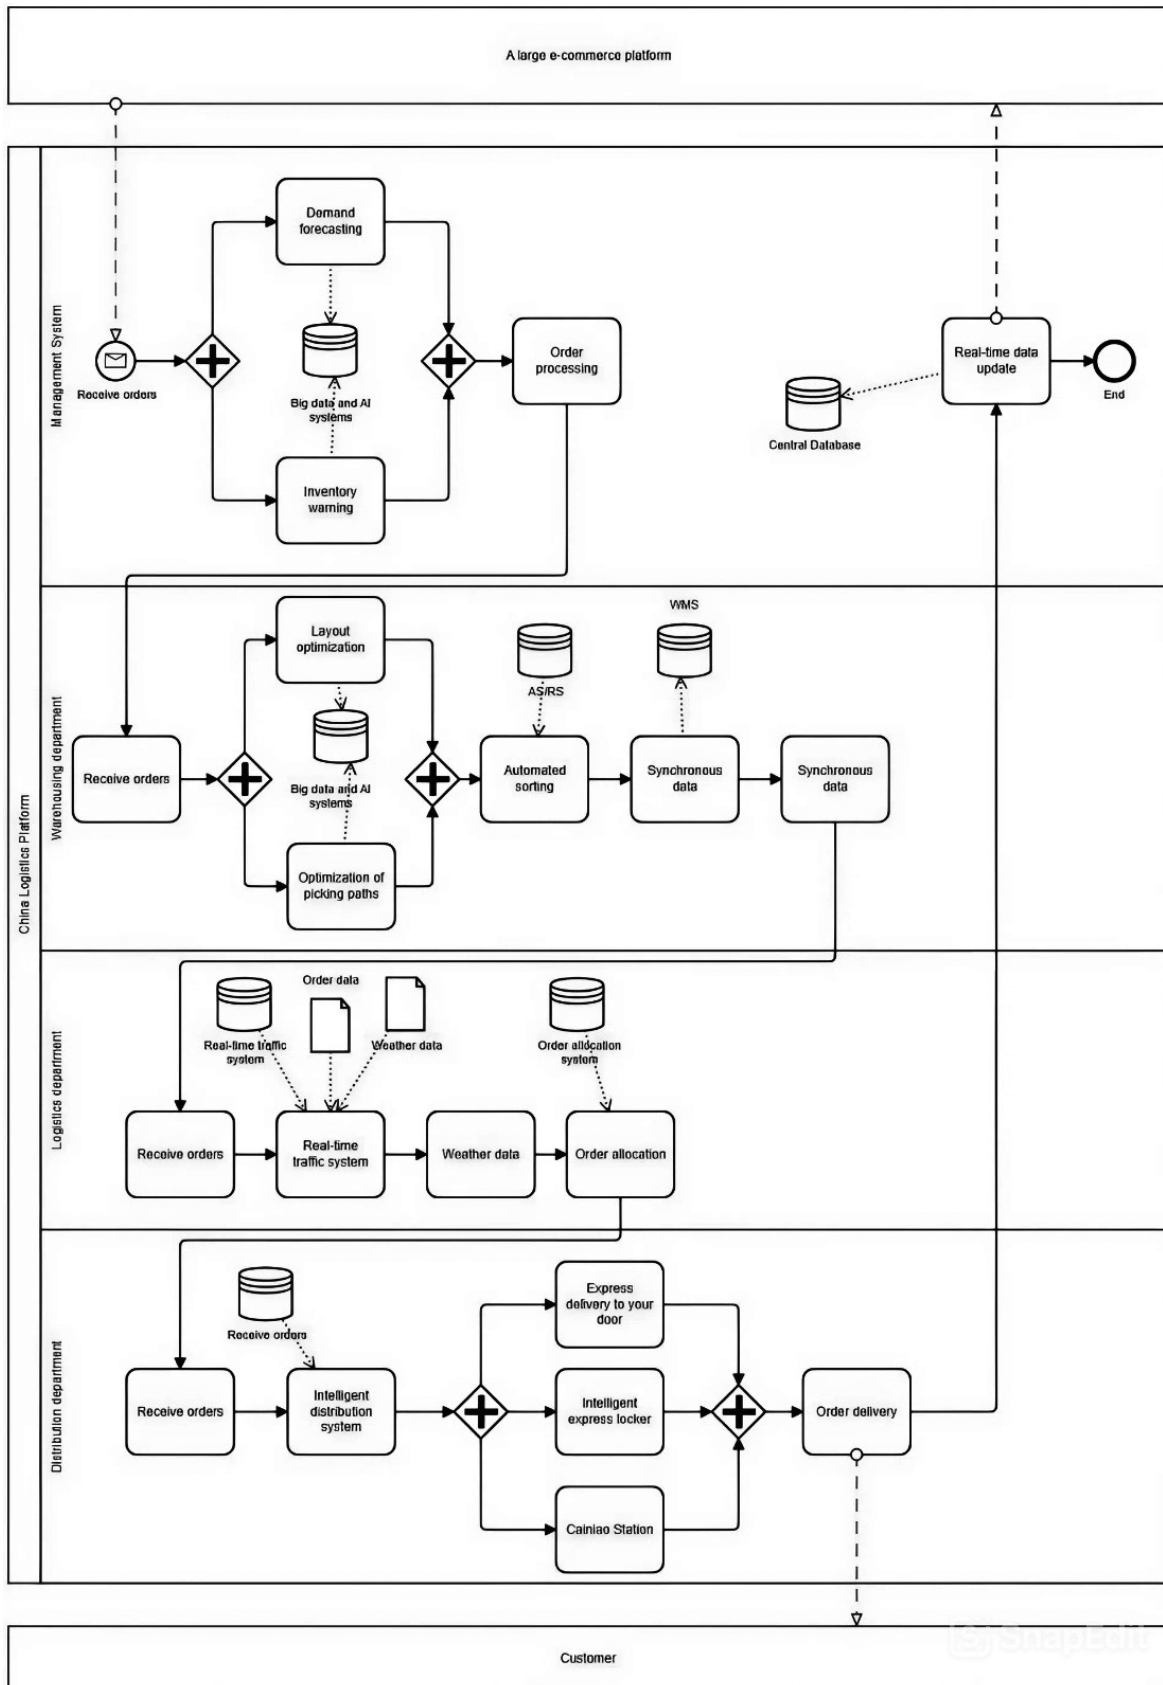 A large e-commerce platform
China Logistics Platform
Management System
Demand
forecasting
Big data and AI
systems
Inventory
warning
Receive orders
Order
processing
Real-time data
update
Central Database
End
Warehousing department
Layout
optimization
Big data and AI
systems
Optimization of
picking paths
Receive orders
AS/RS
WMS
Automated
sorting
Synchronous
data
Synchronous
data
Logistics department
Order data
Real-time traffic
system
Weather data
Order allocation
system
Receive orders
Real-time
traffic system
Weather data
Order allocation
Distribution department
Receive orders
Receive orders
Intelligent
distribution
system
Express
delivery to your
door
Intelligent
express locker
Cainiao Station
Order delivery
Customer
SnapEdit